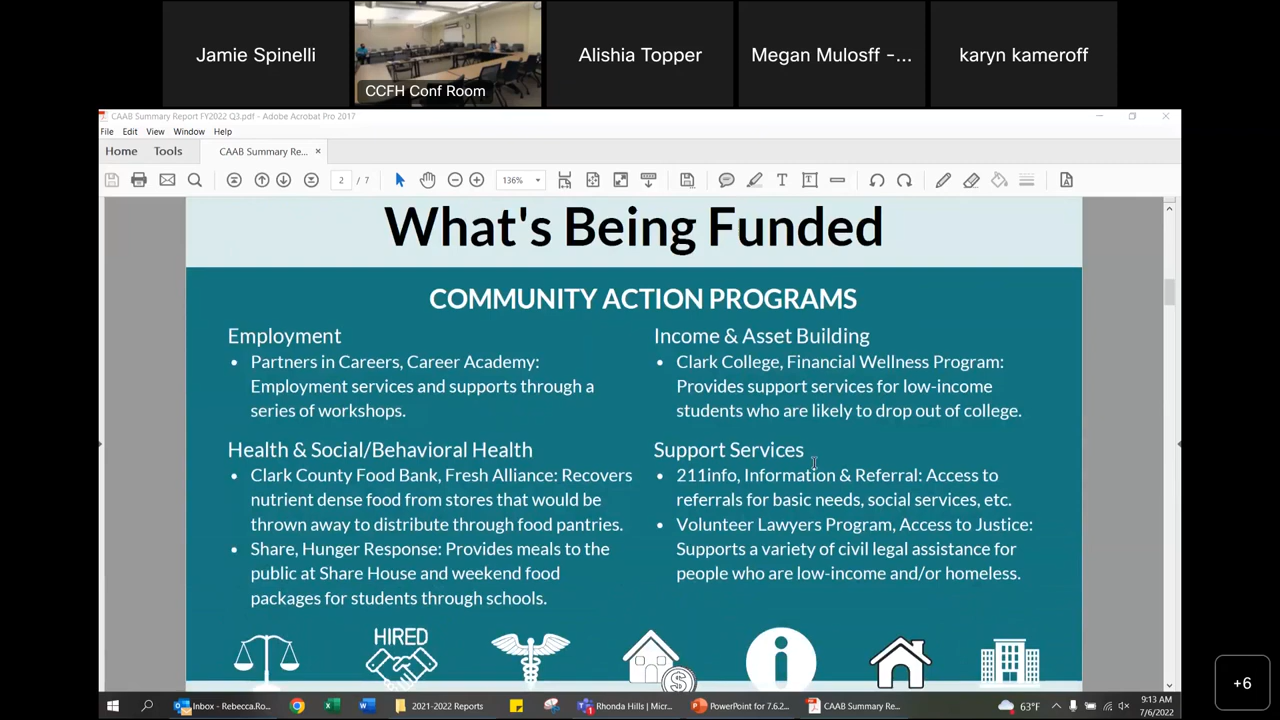 Jamie Spinelli
CCFH Conf Room
Alishia Topper
Megan Mulosff -...
karyn kameroff
CAAB Summary Report FY2022 Q3.pdf - Adobe Acrobat Pro 2017
File Edit View Window Help
Home Tools CAAB Summary Re... ×
2 / 7 136%
What's Being Funded
COMMUNITY ACTION PROGRAMS
Employment
• Partners in Careers, Career Academy:
Employment services and supports through a
series of workshops.
Income & Asset Building
• Clark College, Financial Wellness Program:
Provides support services for low-income
students who are likely to drop out of college.
Health & Social/Behavioral Health
• Clark County Food Bank, Fresh Alliance: Recovers
nutrient dense food from stores that would be
thrown away to distribute through food pantries.
• Share, Hunger Response: Provides meals to the
public at Share House and weekend food
packages for students through schools.
Support Services
• 211info, Information & Referral: Access to
referrals for basic needs, social services, etc.
• Volunteer Lawyers Program, Access to Justice:
Supports a variety of civil legal assistance for
people who are low-income and/or homeless.
HIRED
+6
Inbox - Rebecca.Ro...
2021-2022 Reports
Rhonda Hills | Micr...
PowerPoint for 7.6.2...
CAAB Summary Re...
63°F
9:13 AM
7/6/2022